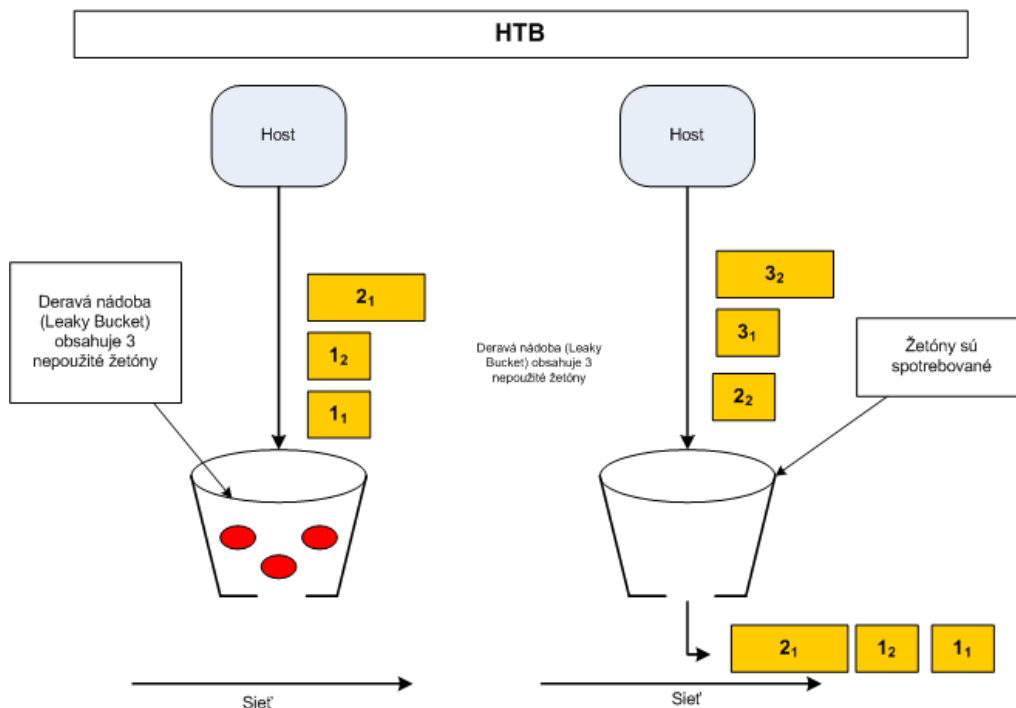 HTB
Host
Host
Deravá nádoba
(Leaky Bucket)
obsahuje 3
nepoužité žetóny
2₁
1₂
1₁
Deravá nádoba (Leaky
Bucket) obsahuje 3
nepoužité žetóny
3₂
3₁
2₂
Žetóny sú
spotrebované
2₁
1₂
1₁
Sieť
Sieť